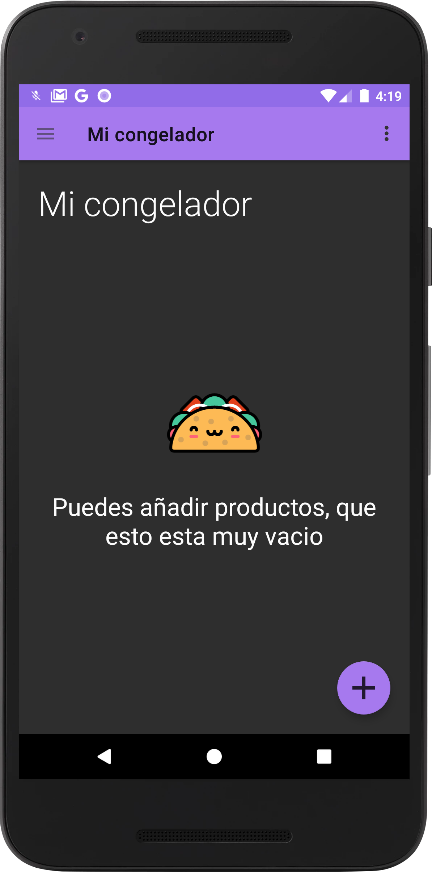 4:19
Mi congelador
Mi congelador
Puedes añadir productos, que
esto esta muy vacio